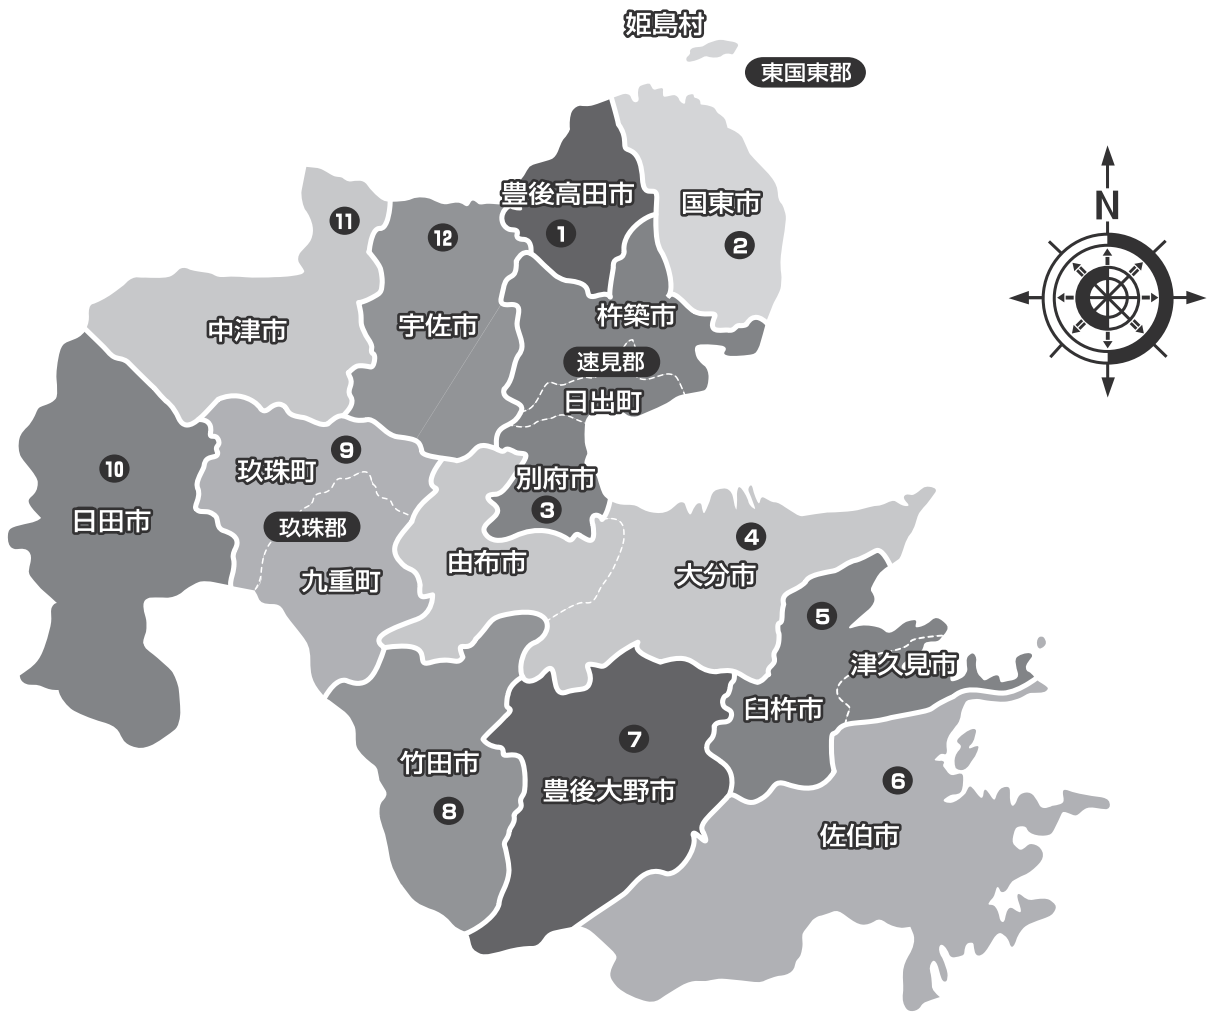 姫島村
東国東郡
豊後高田市
1
国東市
2
N
11
12
中津市
宇佐市
杵築市
速見郡
日出町
9
玖珠町
10
日田市
玖珠郡
九重町
別府市
3
由布市
4
大分市
5
津久見市
臼杵市
7
豊後大野市
竹田市
8
6
佐伯市